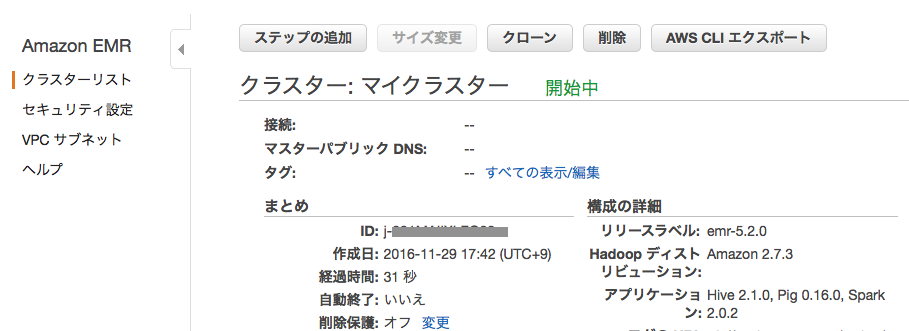 Amazon EMR
クラスターリスト
セキュリティ設定
VPC サブネット
ヘルプ
ステップの追加 サイズ変更 クローン 削除 AWS CLI エクスポート
クラスター: マイクラスター 開始中
接続: --
マスターパブリック DNS: --
タグ: -- すべての表示/編集
まとめ
ID: j-
作成日: 2016-11-29 17:42 (UTC+9)
経過時間: 31 秒
自動終了: いいえ
削除保護: オフ 変更
構成の詳細
リリースラベル: emr-5.2.0
Hadoop ディスト Amazon 2.7.3
リビューション:
アプリケーショ Hive 2.1.0, Pig 0.16.0, Spark
ン: 2.0.2